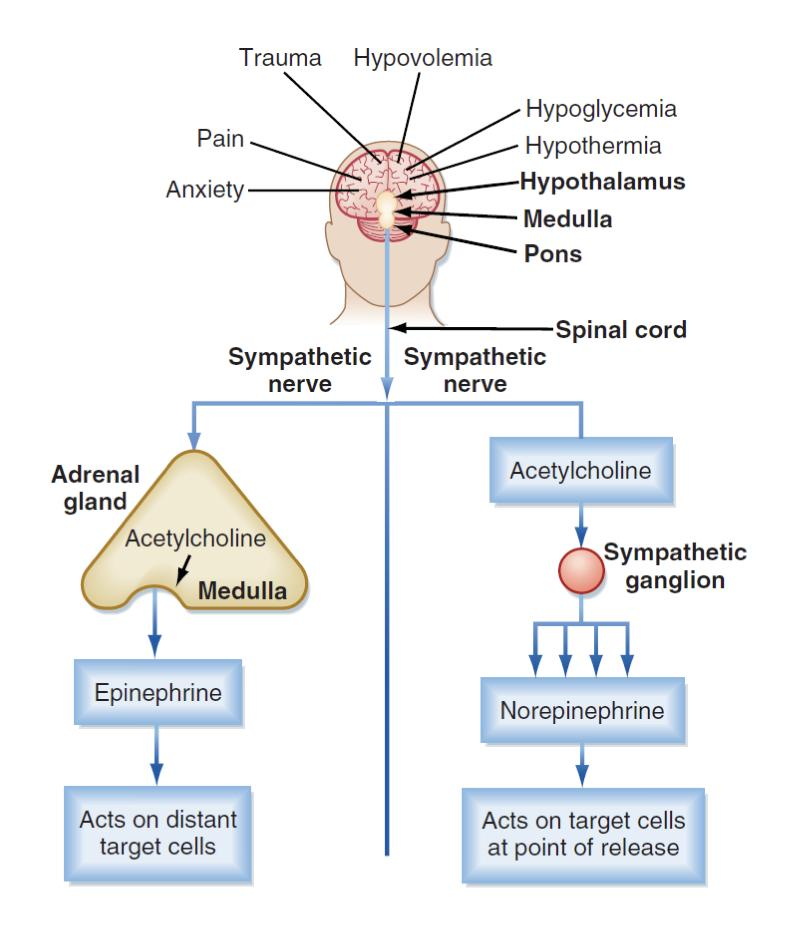 Trauma
Hypovolemia
Hypoglycemia
Pain
Hypothermia
Anxiety
Hypothalamus
Medulla
Pons
Spinal cord
Sympathetic
nerve
Sympathetic
nerve
Adrenal
gland
Acetylcholine
Medulla
Epinephrine
Acts on distant
target cells
Acetylcholine
Sympathetic
ganglion
Norepinephrine
Acts on target cells
at point of release